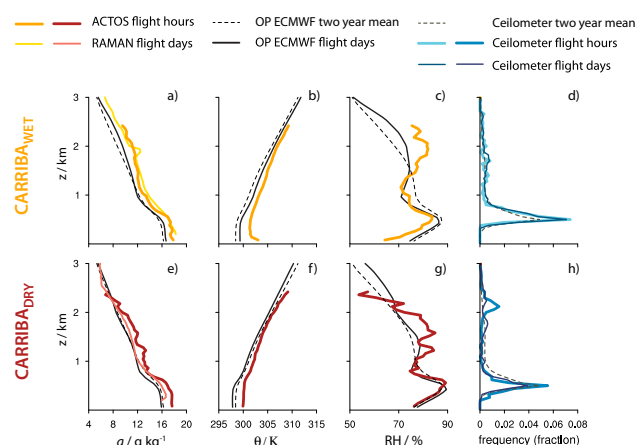 ACTOS flight hours
RAMAN flight days
OP ECMWF two year mean
OP ECMWF flight days
Ceilometer two year mean
Ceilometer flight hours
Ceilometer flight days
CARRIBA WET
a)
b)
c)
d)
3
2
1
z / km
CARRIBA DRY
e)
f)
g)
h)
3
2
1
z / km
4 8 12 16 20
295 300 305 310 315
50 70 90
0 0.02 0.04 0.06 0.08
q / g kg⁻¹
θ / K
RH / %
frequency (fraction)